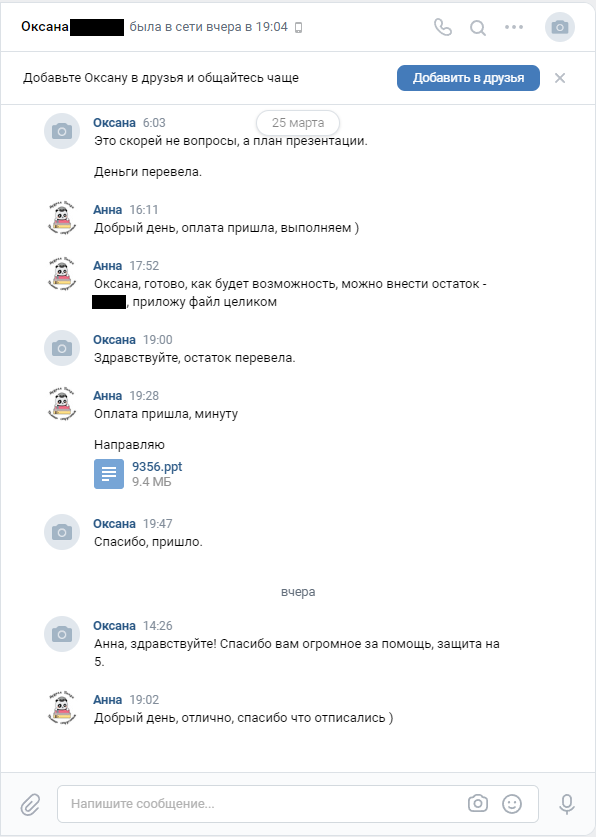 Оксана была в сети вчера в 19:04
Добавьте Оксану в друзья и общайтесь чаще
Добавить в друзья
25 марта
Оксана 6:03
Это скорей не вопросы, а план презентации.
Деньги перевела.
Анна 16:11
Добрый день, оплата пришла, выполняем )
Анна 17:52
Оксана, готово, как будет возможность, можно внести остаток -
, приложу файл целиком
Оксана 19:00
Здравствуйте, остаток перевела.
Анна 19:28
Оплата пришла, минуту
Направляю
9356.ppt
9.4 МБ
Оксана 19:47
Спасибо, пришло.
вчера
Оксана 14:26
Анна, здравствуйте! Спасибо вам огромное за помощь, защита на
5.
Анна 19:02
Добрый день, отлично, спасибо что отписались )
Напишите сообщение...